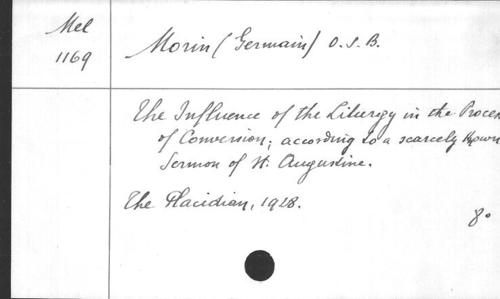 Mel
1169
Morin (Germain) O.S.B.
The Influence of the Liturgy in the Process
of Conversion; according to a scarcely known
Sermon of St. Augustine.
The Placidian, 1928.
8°